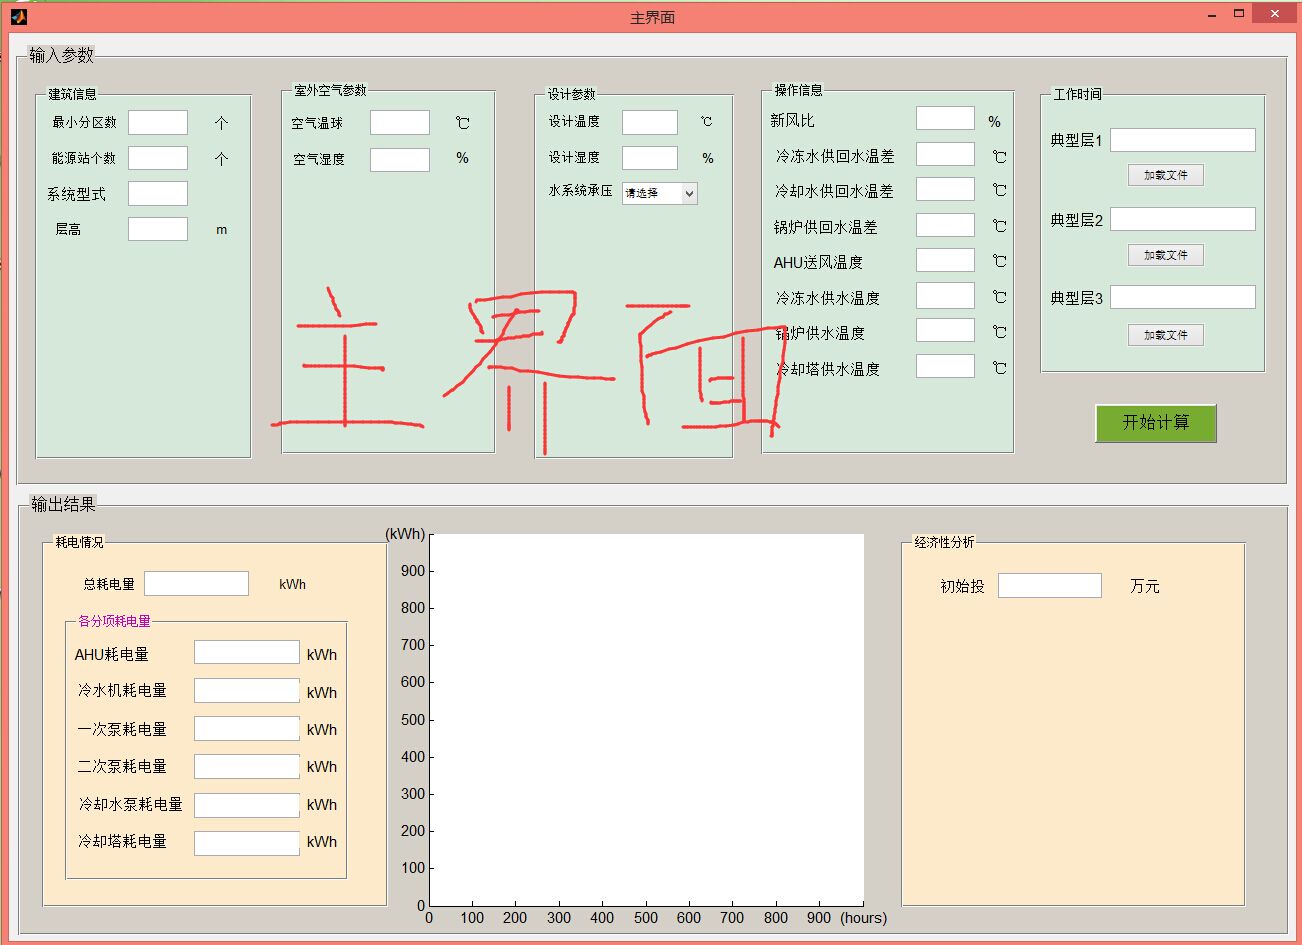 主界面
输入参数
建筑信息
最小分区数 个
能源站个数 个
系统型式
层高 m
室外空气参数
空气温球 ℃
空气湿度 %
设计参数
设计温度 ℃
设计湿度 %
水系统承压 请选择
操作信息
新风比 %
冷冻水供回水温差 ℃
冷却水供回水温差 ℃
锅炉供回水温差 ℃
AHU送风温度 ℃
冷冻水供水温度 ℃
锅炉供水温度 ℃
冷却塔供水温度 ℃
工作时间
典型层1
加载文件
典型层2
加载文件
典型层3
加载文件
开始计算
主界面
输出结果
耗电情况
总耗电量 kWh
各分项耗电量
AHU耗电量 kWh
冷水机耗电量 kWh
一次泵耗电量 kWh
二次泵耗电量 kWh
冷却水泵耗电量 kWh
冷却塔耗电量 kWh
(kWh)
900
800
700
600
500
400
300
200
100
0
0 100 200 300 400 500 600 700 800 900 (hours)
经济性分析
初始投 万元